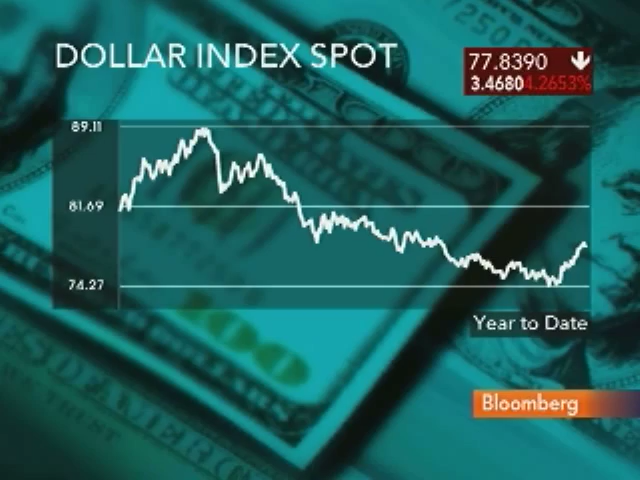 DOLLAR INDEX SPOT
77.8390
3.4680 4.2653%
89.11
81.69
74.27
100
Year to Date
Bloomberg